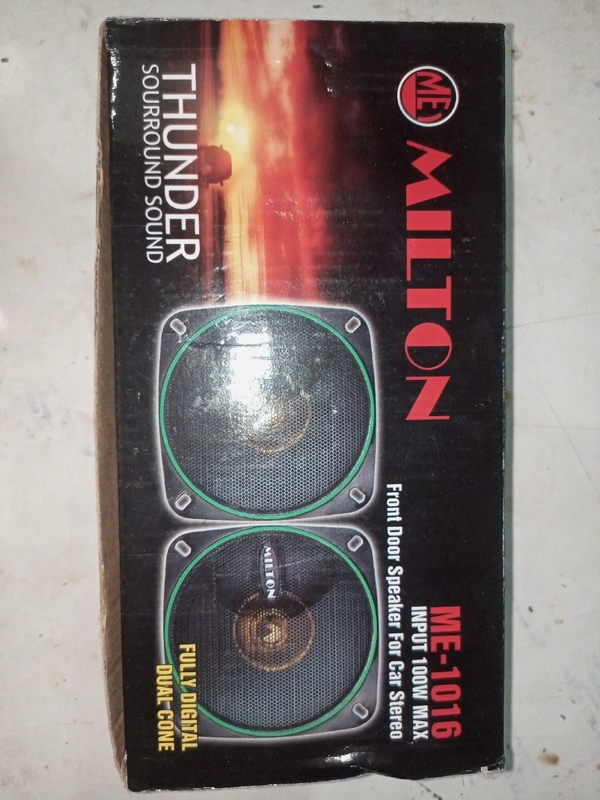 ME
MILTON
ME-1016
INPUT 100W MAX
Front Door Speaker For Car Stereo
THUNDER
SOURROUND SOUND
MILTON
FULLY DIGITAL
DUAL CONE